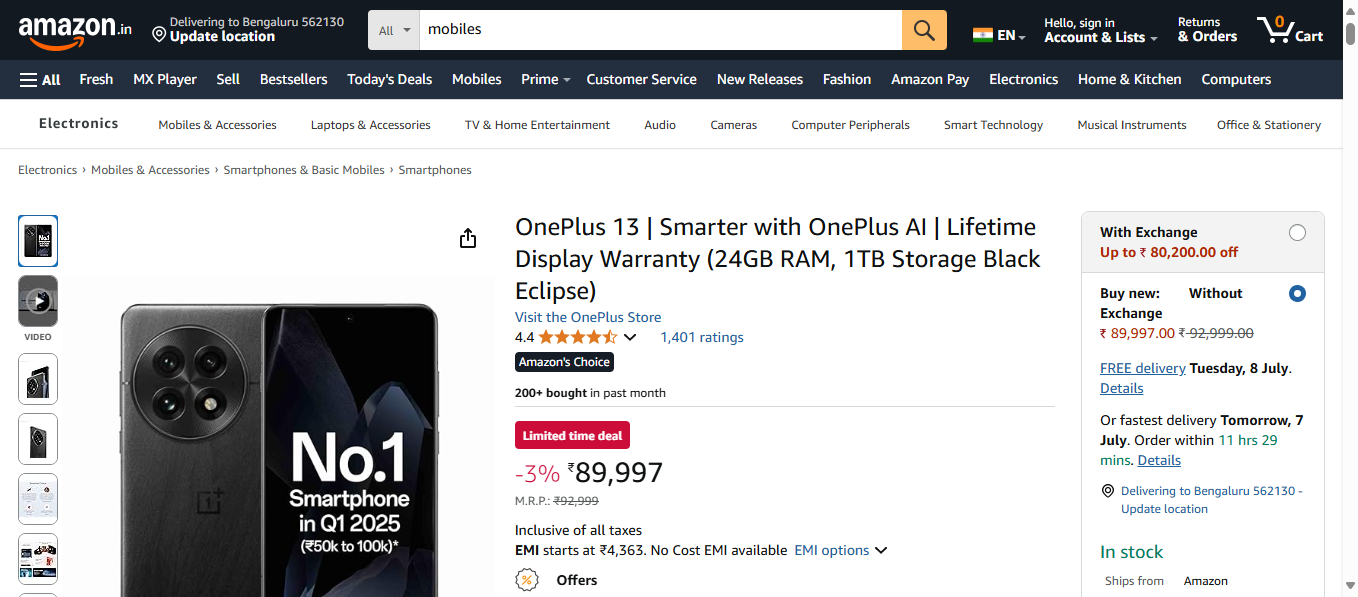 amazon.in
Delivering to Bengaluru 562130
Update location
All
mobiles
EN
Hello, sign in
Account & Lists
Returns
& Orders
0
Cart
All Fresh MX Player Sell Bestsellers Today's Deals Mobiles Prime Customer Service New Releases Fashion Amazon Pay Electronics Home & Kitchen Computers
Electronics Mobiles & Accessories Laptops & Accessories TV & Home Entertainment Audio Cameras Computer Peripherals Smart Technology Musical Instruments Office & Stationery
Electronics › Mobiles & Accessories › Smartphones & Basic Mobiles › Smartphones
VIDEO
No.1
Smartphone
in Q1 2025
(₹50k to 100k)*
OnePlus 13 | Smarter with OnePlus AI | Lifetime
Display Warranty (24GB RAM, 1TB Storage Black
Eclipse)
Visit the OnePlus Store
4.4 1,401 ratings
Amazon's Choice
200+ bought in past month
Limited time deal
-3% ₹89,997
M.R.P.: ₹92,999
Inclusive of all taxes
EMI starts at ₹4,363. No Cost EMI available EMI options
% Offers
With Exchange
Up to ₹ 80,200.00 off
Buy new: Without
Exchange
₹ 89,997.00 ₹ 92,999.00
FREE delivery Tuesday, 8 July.
Details
Or fastest delivery Tomorrow, 7
July. Order within 11 hrs 29
mins. Details
Delivering to Bengaluru 562130 -
Update location
In stock
Ships from Amazon